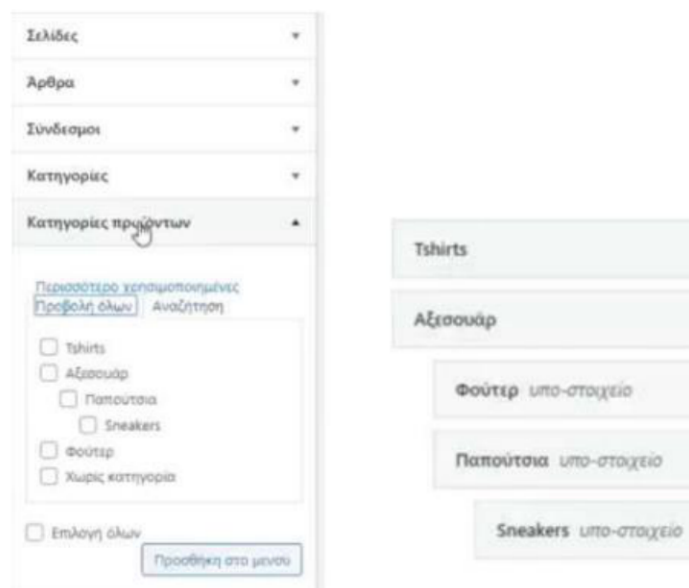 Σελίδες
Άρθρα
Σύνδεσμοι
Κατηγορίες
Κατηγορίες προϊόντων
Περισσότερο χρησιμοποιημένες
Προβολή όλων Αναζήτηση
Tshirts
Αξεσουάρ
Παπούτσια
Sneakers
Φούτερ
Χωρίς κατηγορία
Επιλογή όλων
Προσθήκη στο μενού
Tshirts
Αξεσουάρ
Φούτερ υπο-στοιχείο
Παπούτσια υπο-στοιχείο
Sneakers υπο-στοιχείο